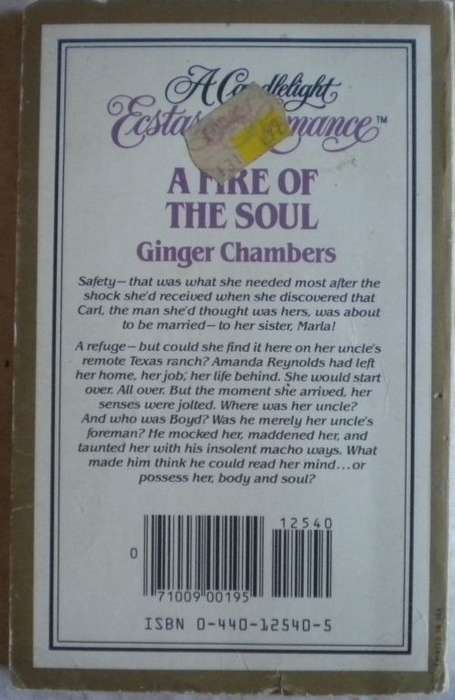 A Candlelight
Ecstasy Romance™
A FIRE OF
THE SOUL
Ginger Chambers
Safety—that was what she needed most after the
shock she'd received when she discovered that
Carl, the man she'd thought was hers, was about
to be married—to her sister, Marla!
A refuge—but could she find it here on her uncle's
remote Texas ranch? Amanda Reynolds had left
her home, her job, her life behind. She would start
over. All over. But the moment she arrived, her
senses were jolted. Where was her uncle?
And who was Boyd? Was he merely her uncle's
foreman? He mocked her, maddened her, and
taunted her with his insolent macho ways. What
made him think he could read her mind...or
possess her, body and soul?
12540
0
71009 00195
ISBN 0-440-12540-5
PRINTED IN USA